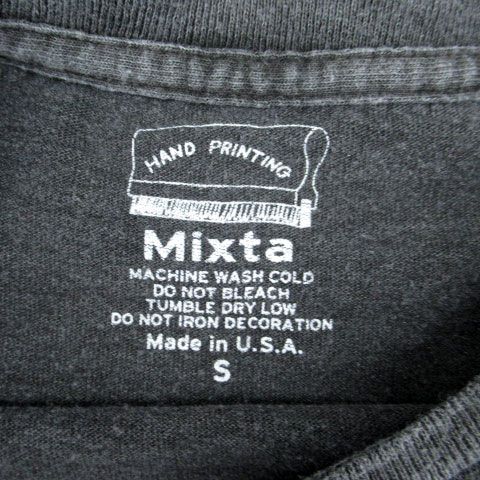 HAND PRINTING
Mixta
MACHINE WASH COLD
DO NOT BLEACH
TUMBLE DRY LOW
DO NOT IRON DECORATION
Made in U.S.A.
S